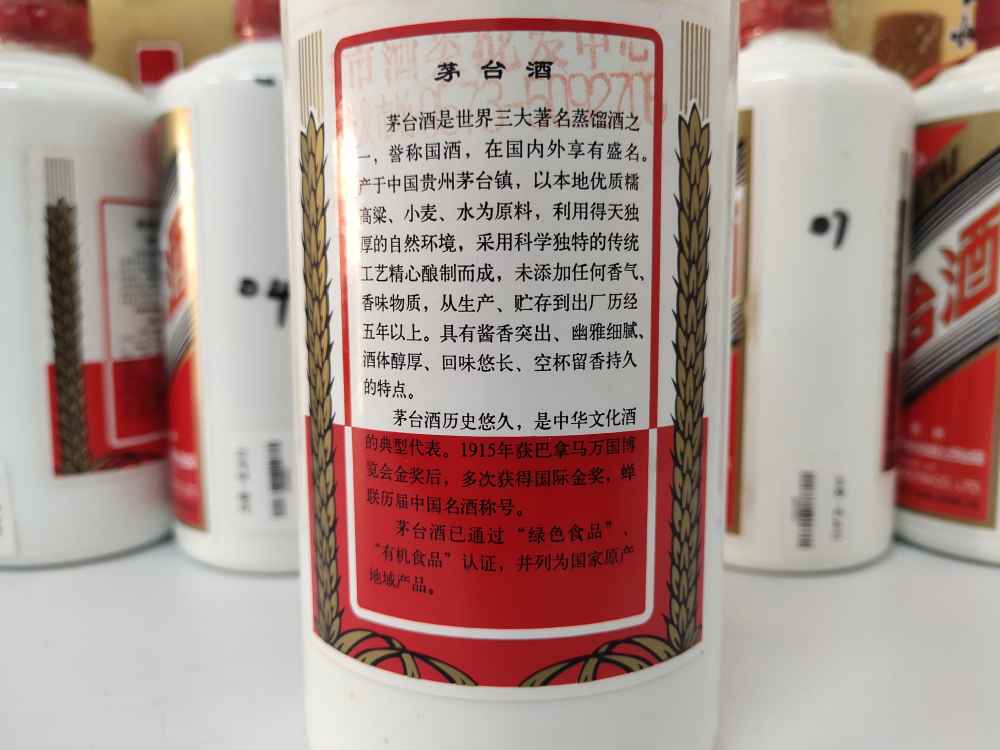 茅台酒
茅台酒是世界三大著名蒸馏酒之
一，誉称国酒，在国内外享有盛名。
产于中国贵州茅台镇，以本地优质糯
高粱、小麦、水为原料，利用得天独
厚的自然环境，采用科学独特的传统
工艺精心酿制而成，未添加任何香气、
香味物质，从生产、贮存到出厂历经
五年以上。具有酱香突出、幽雅细腻、
酒体醇厚、回味悠长、空杯留香持久
的特点。
茅台酒历史悠久，是中华文化酒
的典型代表。1915年获巴拿马万国博
览会金奖后，多次获得国际金奖，蝉
联历届中国名酒称号。
茅台酒已通过“绿色食品”、
“有机食品”认证，并列为国家原产
地域产品。
04
07
台酒